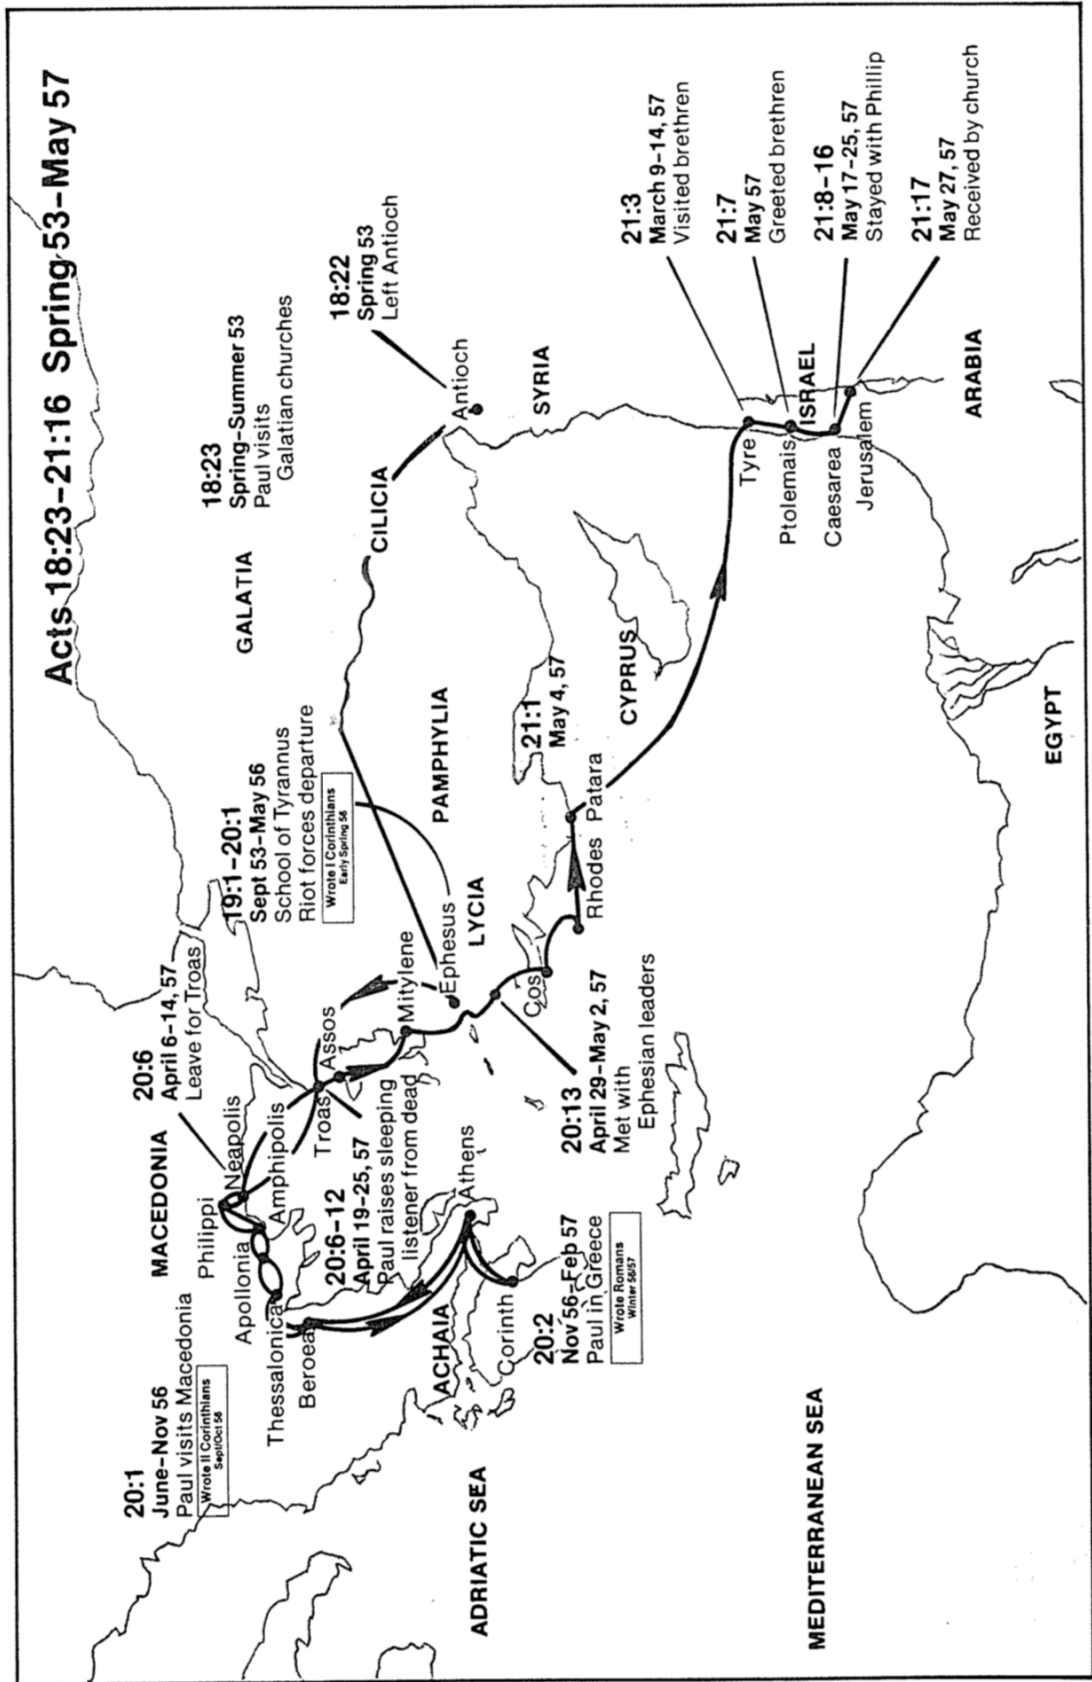 Acts 18:23-21:16 Spring 53-May 57
20:1
June-Nov 56
Paul visits Macedonia
Wrote II Corinthians
Sept/Oct 56
MACEDONIA
20:6
April 6-14, 57
Leave for Troas
19:1-20:1
Sept 53-May 56
School of Tyrannus
Riot forces departure
Wrote I Corinthians
Early Spring 56
GALATIA
18:23
Spring-Summer 53
Paul visits
Galatian churches
18:22
Spring 53
Left Antioch
Philippi
Neapolis
Apollonia
Amphipolis
Thessalonica
Beroea
Troas
Assos
20:6-12
April 19-25, 57
Paul raises sleeping
listener from dead
Mitylene
Ephesus
PAMPHYLIA
CILICIA
Antioch
ACHAIA
Athens
LYCIA
SYRIA
Corinth
Cos
21:1
May 4, 57
20:2
Nov 56-Feb 57
Paul in Greece
Wrote Romans
Winter 56/57
20:13
April 29-May 2, 57
Met with
Ephesian leaders
Rhodes
Patara
CYPRUS
ADRIATIC SEA
21:3
March 9-14, 57
Visited brethren
21:7
May 57
Greeted brethren
21:8-16
May 17-25, 57
Stayed with Phillip
21:17
May 27, 57
Received by church
Tyre
Ptolemais
ISRAEL
Caesarea
Jerusalem
ARABIA
EGYPT
MEDITERRANEAN SEA